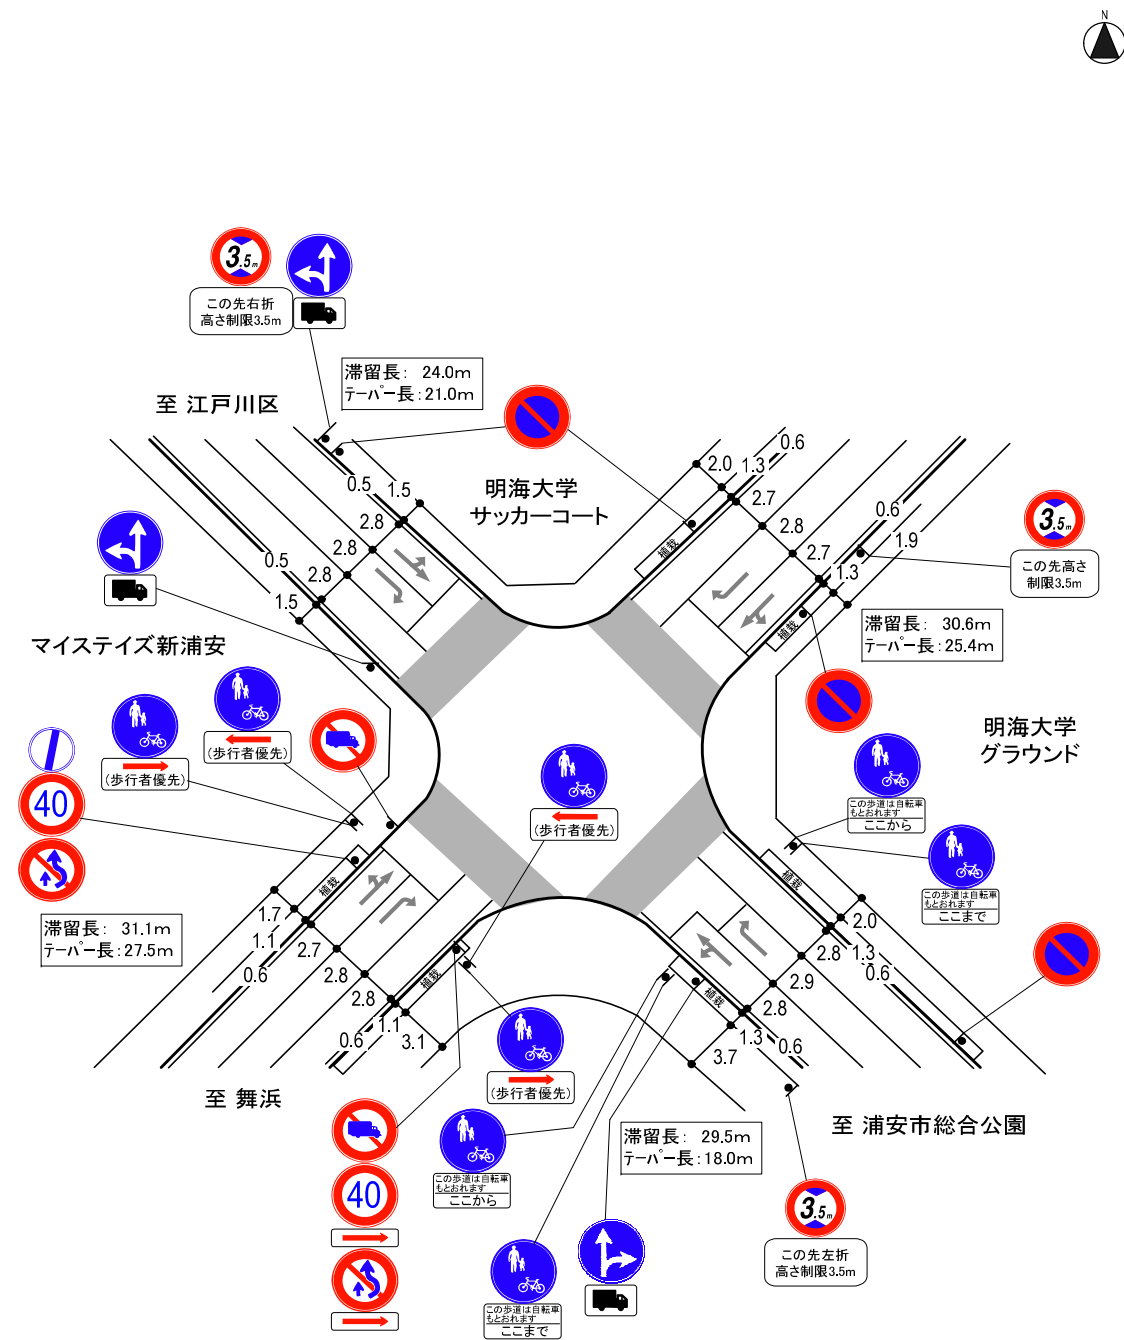 N
3.5m
この先右折
高さ制限3.5m
滞留長: 24.0m
テーパー長:21.0m
至 江戸川区
明海大学
サッカーコート
0.5
1.5
2.8
2.8
2.8
0.5
1.5
2.0
1.3
0.6
2.7
2.8
2.7
1.3
0.6
1.9
植栽
植栽
3.5m
この先高さ
制限3.5m
滞留長: 30.6m
テーパー長:25.4m
マイステイズ新浦安
(歩行者優先)
(歩行者優先)
40
明海大学
グラウンド
(歩行者優先)
この歩道は自転車
もとおれます
ここから
この歩道は自転車
もとおれます
ここまで
滞留長: 31.1m
テーパー長:27.5m
植栽
1.7
1.1
0.6
2.7
2.8
2.8
1.1
0.6
3.1
植栽
植栽
2.0
1.3
0.6
2.8
2.9
2.8
1.3
0.6
3.7
植栽
至 舞浜
(歩行者優先)
40
この歩道は自転車
もとおれます
ここから
この歩道は自転車
もとおれます
ここまで
滞留長: 29.5m
テーパー長:18.0m
至 浦安市総合公園
3.5m
この先左折
高さ制限3.5m